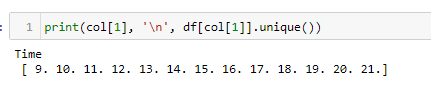 1 print(col[1], '\n', df[col[1]].unique())
Time
[ 9. 10. 11. 12. 13. 14. 15. 16. 17. 18. 19. 20. 21.]